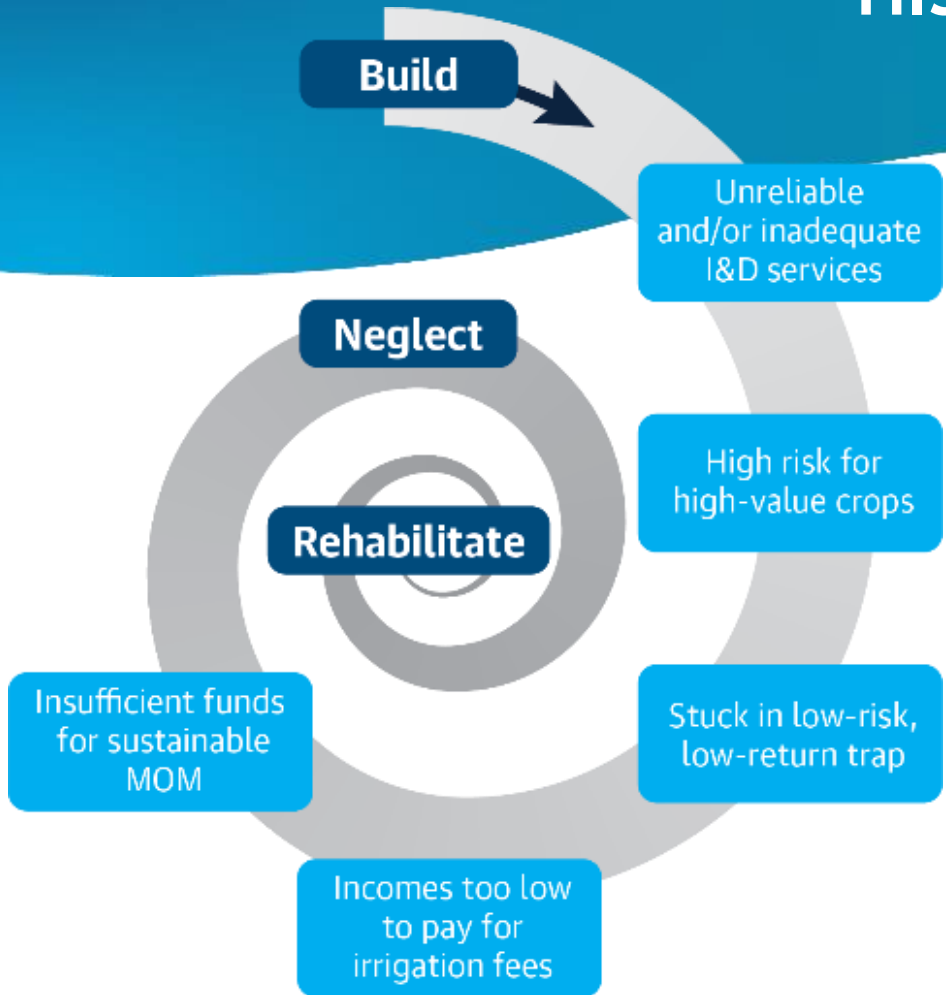 Build
Unreliable
and/or inadequate
I&D services
Neglect
High risk for
high-value crops
Rehabilitate
Stuck in low-risk,
low-return trap
Insufficient funds
for sustainable
MOM
Incomes too low
to pay for
irrigation fees